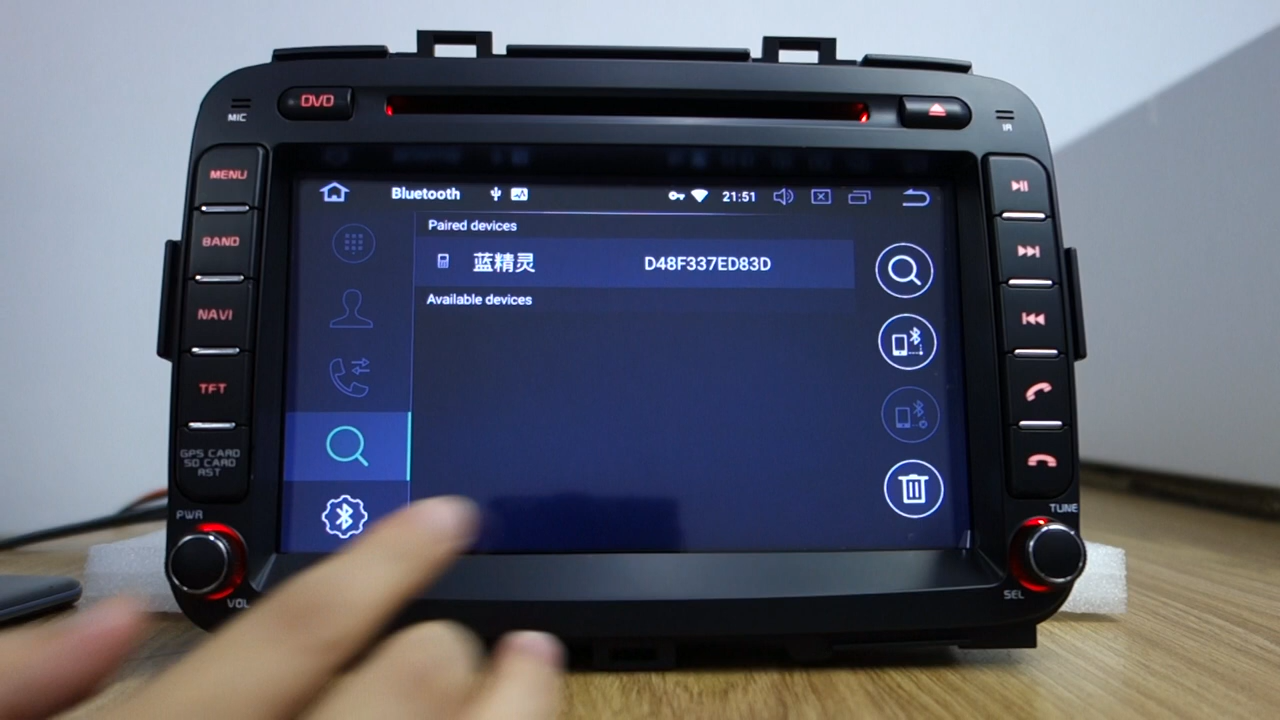 DVD
MIC
IR
MENU
BAND
NAVI
TFT
GPS CARD
SD CARD
RST
PWR
VOL
Bluetooth
21:51
Paired devices
蓝精灵 D48F337ED83D
Available devices
TUNE
SEL